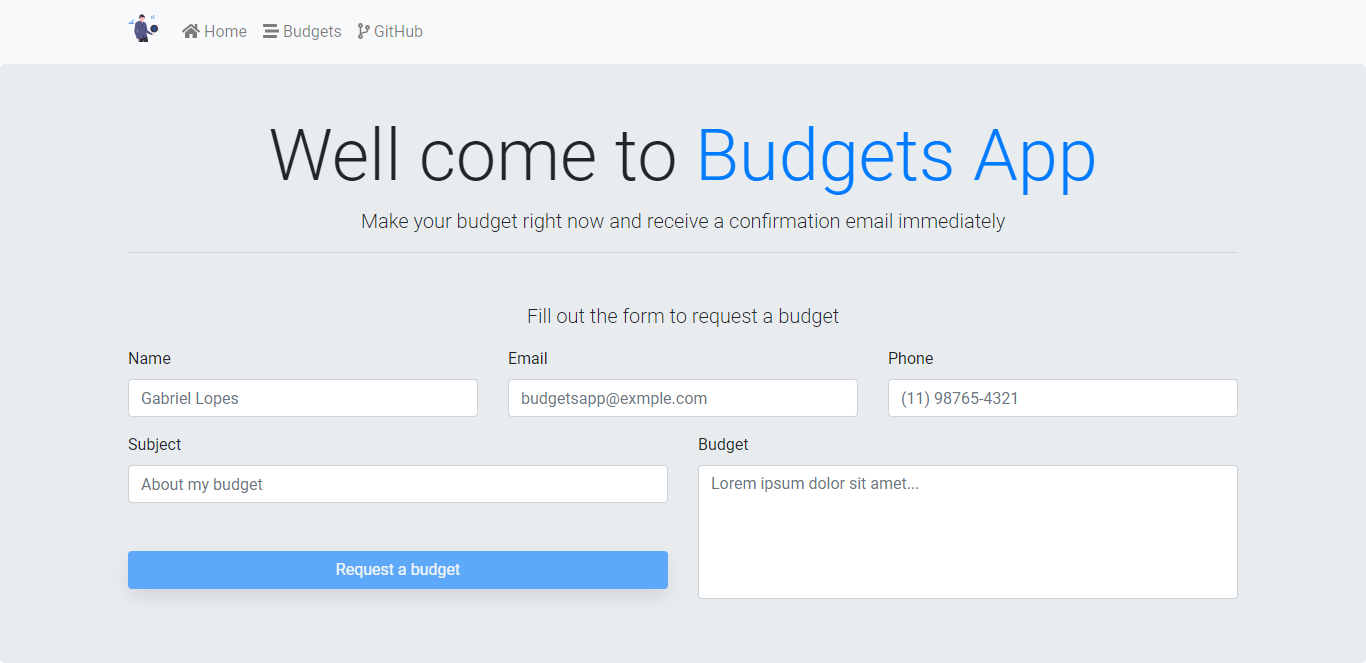 Home Budgets GitHub
Well come to Budgets App
Make your budget right now and receive a confirmation email immediately
Fill out the form to request a budget
Name Email Phone
Gabriel Lopes budgetsapp@exmple.com (11) 98765-4321
Subject Budget
About my budget Lorem ipsum dolor sit amet...
Request a budget